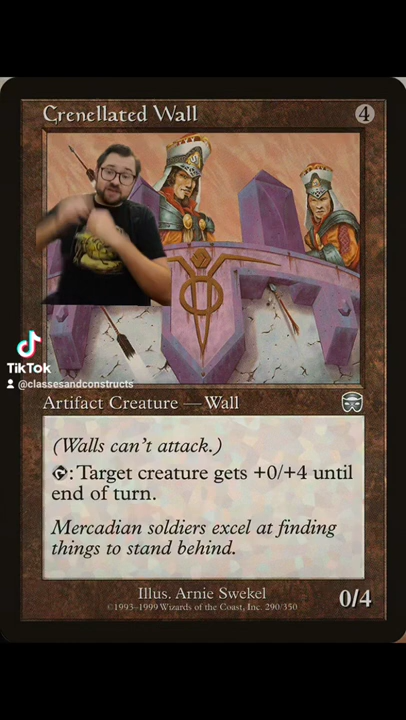 Crenellated Wall
4
TikTok
@classesandconstructs
Artifact Creature — Wall
(Walls can't attack.)
: Target creature gets +0/+4 until
end of turn.
Mercadian soldiers excel at finding
things to stand behind.
Illus. Arnie Swekel
©1993–1999 Wizards of the Coast, Inc. 290/350
0/4